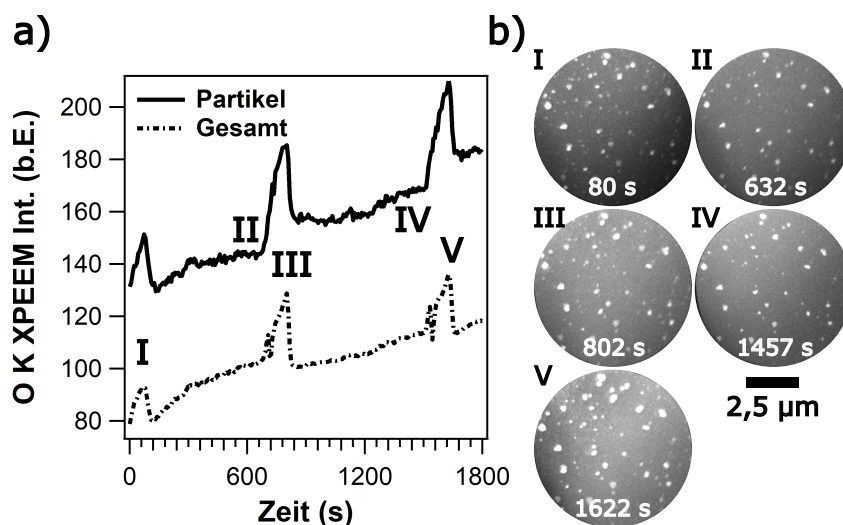 a)
O K XPEEM Int. (b.E.)
200
180
160
140
120
100
80
Partikel
Gesamt
I
II
III
IV
V
0
600
1200
1800
Zeit (s)
b)
I
80 s
II
632 s
III
802 s
IV
1457 s
V
1622 s
2,5 μm